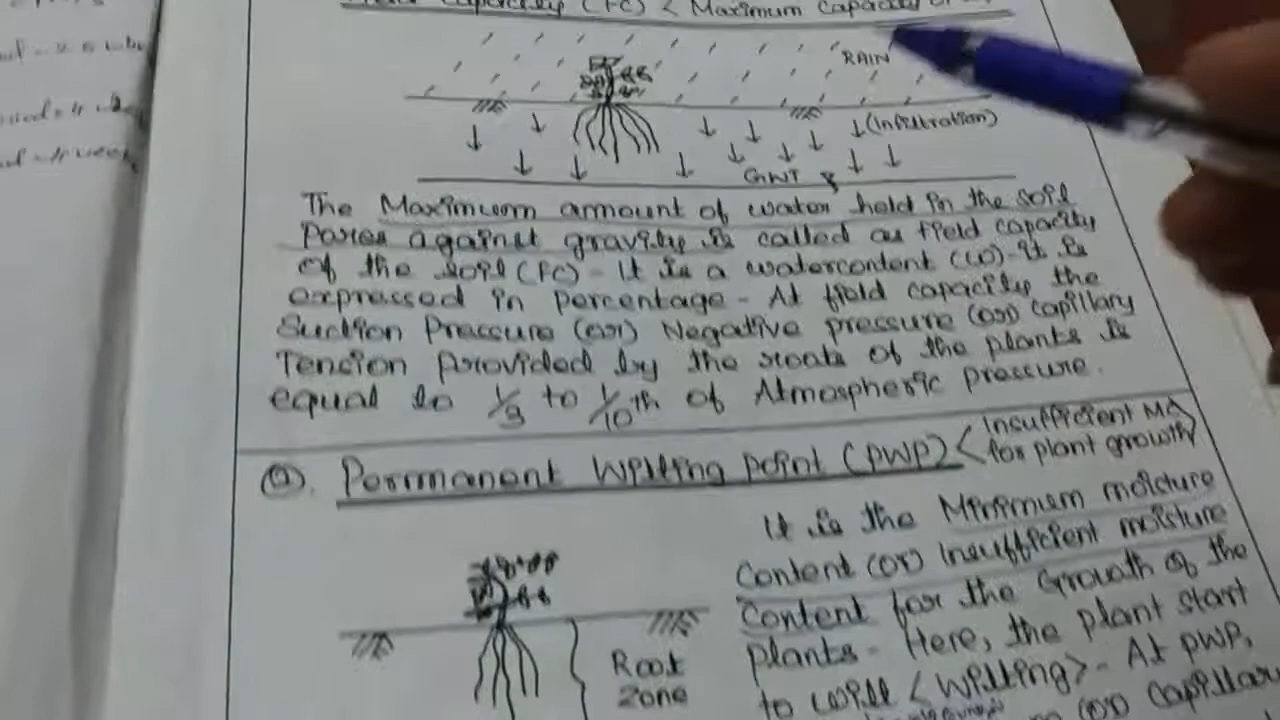 Capacity (FC) < Maximum Capacity
RAIN
(Infiltration)
GWT
The Maximum amount of water held in the soil
Pores against gravity is called as field capacity
of the soil (FC) - It is a watercontent (w) - it is
expressed in percentage - At field capacity the
Suction Pressure (or) Negative pressure (or) capillary
Tension provided by the roots of the plants is
equal to 1/3 to 1/10th of Atmospheric pressure.
Permanant Wilting point (PWP) < Insufficient
for plant growth
It is the Minimum moisture
Content (or) insufficient moisture
Content for the Growth of the
plants - Here, the plant start
to wilt < Wilting > - At PWP,
(or) capillar
Root
Zone